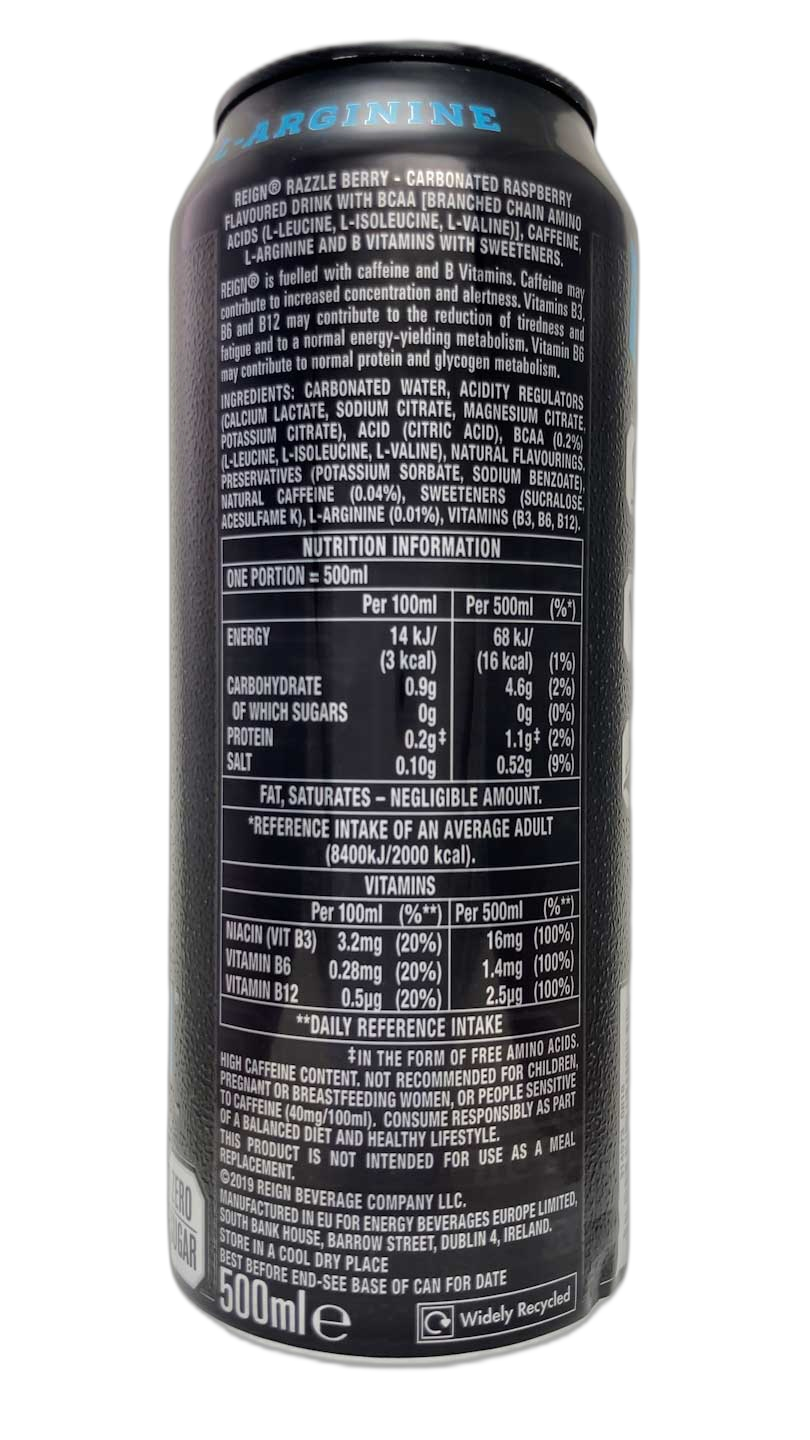 L-ARGININE
REIGN® RAZZLE BERRY - CARBONATED RASPBERRY
FLAVOURED DRINK WITH BCAA [BRANCHED CHAIN AMINO
ACIDS (L-LEUCINE, L-ISOLEUCINE, L-VALINE)], CAFFEINE,
L-ARGININE AND B VITAMINS WITH SWEETENERS.
REIGN® is fuelled with caffeine and B Vitamins. Caffeine may
contribute to increased concentration and alertness. Vitamins B3,
B6 and B12 may contribute to the reduction of tiredness and
fatigue and to a normal energy-yielding metabolism. Vitamin B6
may contribute to normal protein and glycogen metabolism.
INGREDIENTS: CARBONATED WATER, ACIDITY REGULATORS
(CALCIUM LACTATE, SODIUM CITRATE, MAGNESIUM CITRATE,
POTASSIUM CITRATE), ACID (CITRIC ACID), BCAA (0.2%)
(L-LEUCINE, L-ISOLEUCINE, L-VALINE), NATURAL FLAVOURINGS,
PRESERVATIVES (POTASSIUM SORBATE, SODIUM BENZOATE),
NATURAL CAFFEINE (0.04%), SWEETENERS (SUCRALOSE,
ACESULFAME K), L-ARGININE (0.01%), VITAMINS (B3, B6, B12).
NUTRITION INFORMATION
ONE PORTION = 500ml
Per 100ml Per 500ml (%*)
ENERGY 14 kJ/ 68 kJ/
(3 kcal) (16 kcal) (1%)
CARBOHYDRATE 0.9g 4.6g (2%)
OF WHICH SUGARS 0g 0g (0%)
PROTEIN 0.2g‡ 1.1g‡ (2%)
SALT 0.10g 0.52g (9%)
FAT, SATURATES – NEGLIGIBLE AMOUNT.
*REFERENCE INTAKE OF AN AVERAGE ADULT
(8400kJ/2000 kcal).
VITAMINS
Per 100ml (%**) Per 500ml (%**)
NIACIN (VIT B3) 3.2mg (20%) 16mg (100%)
VITAMIN B6 0.28mg (20%) 1.4mg (100%)
VITAMIN B12 0.5µg (20%) 2.5µg (100%)
**DAILY REFERENCE INTAKE
‡IN THE FORM OF FREE AMINO ACIDS.
HIGH CAFFEINE CONTENT. NOT RECOMMENDED FOR CHILDREN,
PREGNANT OR BREASTFEEDING WOMEN, OR PEOPLE SENSITIVE
TO CAFFEINE (40mg/100ml). CONSUME RESPONSIBLY AS PART
OF A BALANCED DIET AND HEALTHY LIFESTYLE.
THIS PRODUCT IS NOT INTENDED FOR USE AS A MEAL
REPLACEMENT.
©2019 REIGN BEVERAGE COMPANY LLC.
MANUFACTURED IN EU FOR ENERGY BEVERAGES EUROPE LIMITED,
SOUTH BANK HOUSE, BARROW STREET, DUBLIN 4, IRELAND.
STORE IN A COOL DRY PLACE
BEST BEFORE END-SEE BASE OF CAN FOR DATE
500ml e
Widely Recycled
ZERO
SUGAR